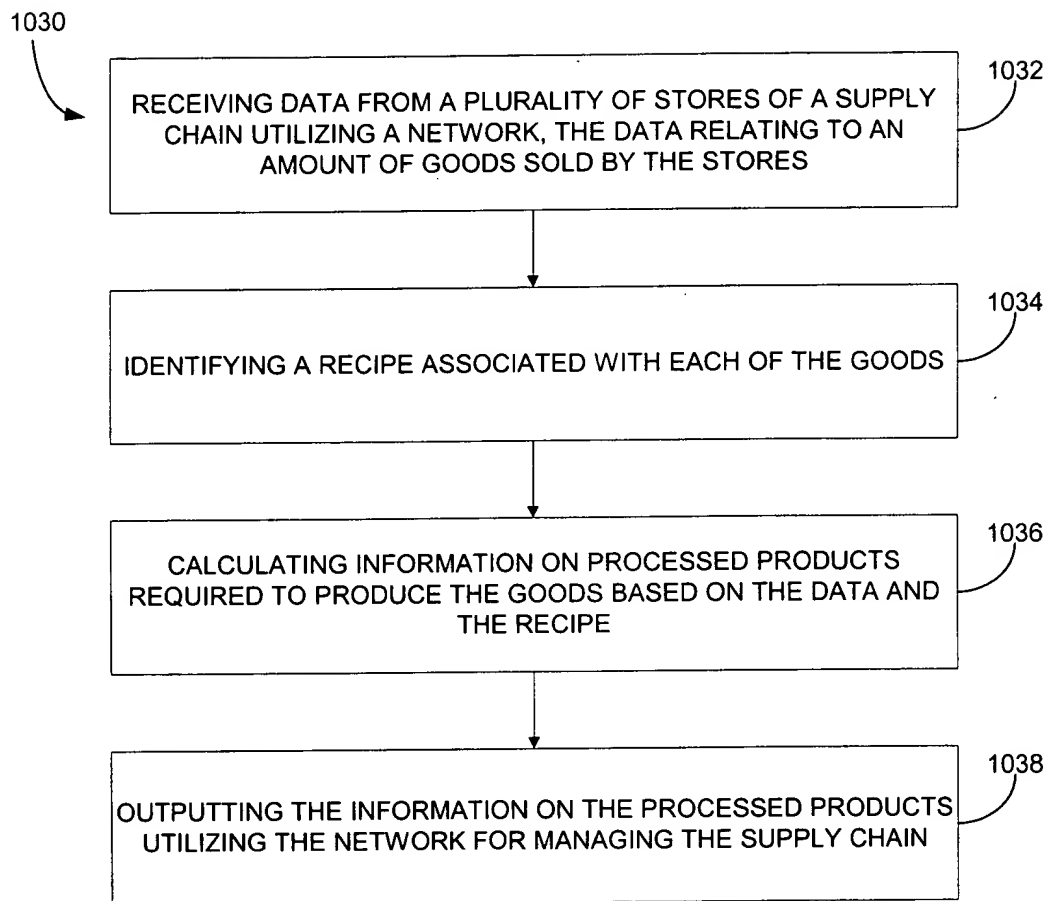 1030
1032
RECEIVING DATA FROM A PLURALITY OF STORES OF A SUPPLY
CHAIN UTILIZING A NETWORK, THE DATA RELATING TO AN
AMOUNT OF GOODS SOLD BY THE STORES
1034
IDENTIFYING A RECIPE ASSOCIATED WITH EACH OF THE GOODS
1036
CALCULATING INFORMATION ON PROCESSED PRODUCTS
REQUIRED TO PRODUCE THE GOODS BASED ON THE DATA AND
THE RECIPE
1038
OUTPUTTING THE INFORMATION ON THE PROCESSED PRODUCTS
UTILIZING THE NETWORK FOR MANAGING THE SUPPLY CHAIN